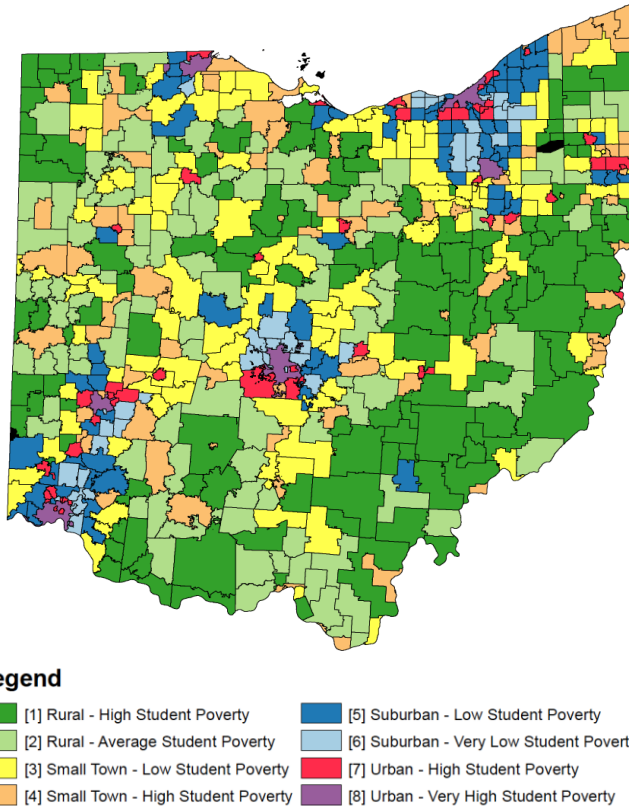 egend
[1] Rural - High Student Poverty
[2] Rural - Average Student Poverty
[3] Small Town - Low Student Poverty
[4] Small Town - High Student Poverty
[5] Suburban - Low Student Poverty
[6] Suburban - Very Low Student Povert
[7] Urban - High Student Poverty
[8] Urban - Very High Student Poverty